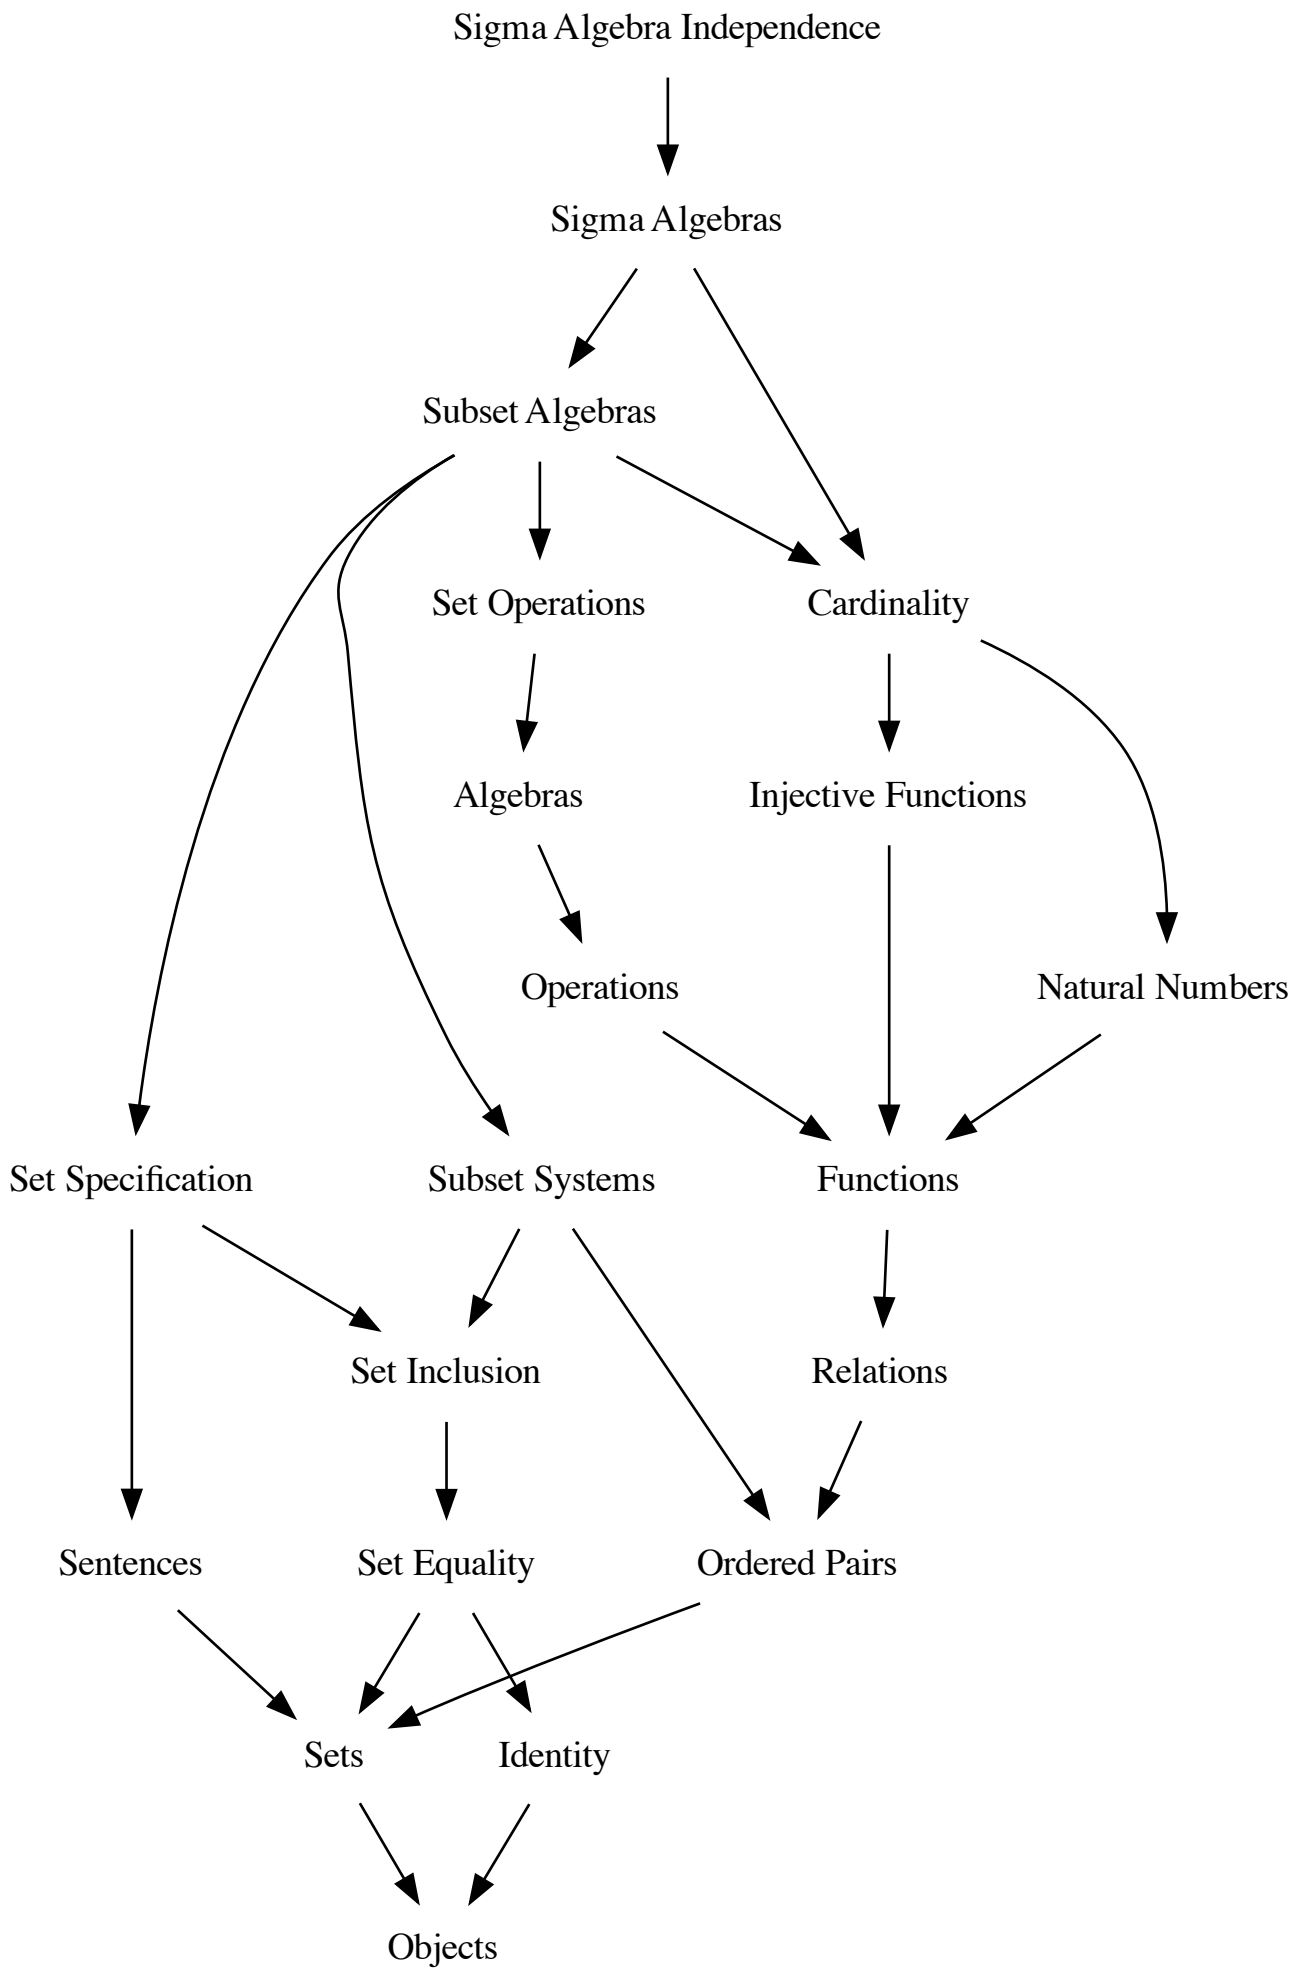 Sigma Algebra Independence
Sigma Algebras
Subset Algebras
Set Operations
Cardinality
Algebras
Injective Functions
Operations
Natural Numbers
Set Specification
Subset Systems
Functions
Set Inclusion
Relations
Sentences
Set Equality
Ordered Pairs
Sets
Identity
Objects